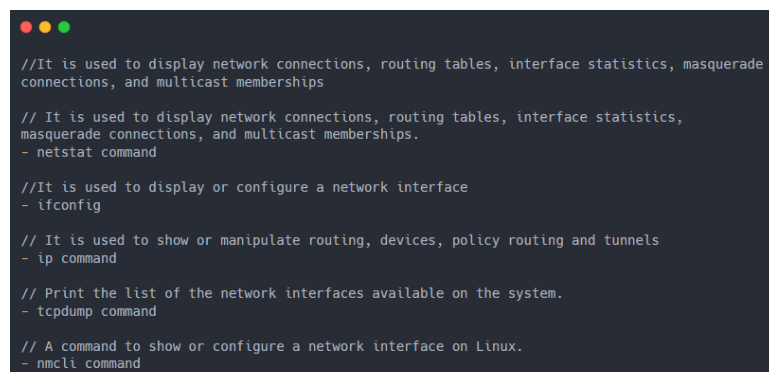 //It is used to display network connections, routing tables, interface statistics, masquerade
connections, and multicast memberships
// It is used to display network connections, routing tables, interface statistics,
masquerade connections, and multicast memberships.
- netstat command
//It is used to display or configure a network interface
- ifconfig
// It is used to show or manipulate routing, devices, policy routing and tunnels
- ip command
// Print the list of the network interfaces available on the system.
- tcpdump command
// A command to show or configure a network interface on Linux.
- nmcli command